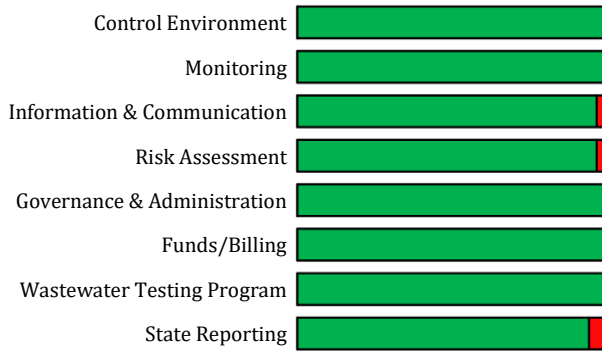 Control Environment
Monitoring
Information & Communication
Risk Assessment
Governance & Administration
Funds/Billing
Wastewater Testing Program
State Reporting